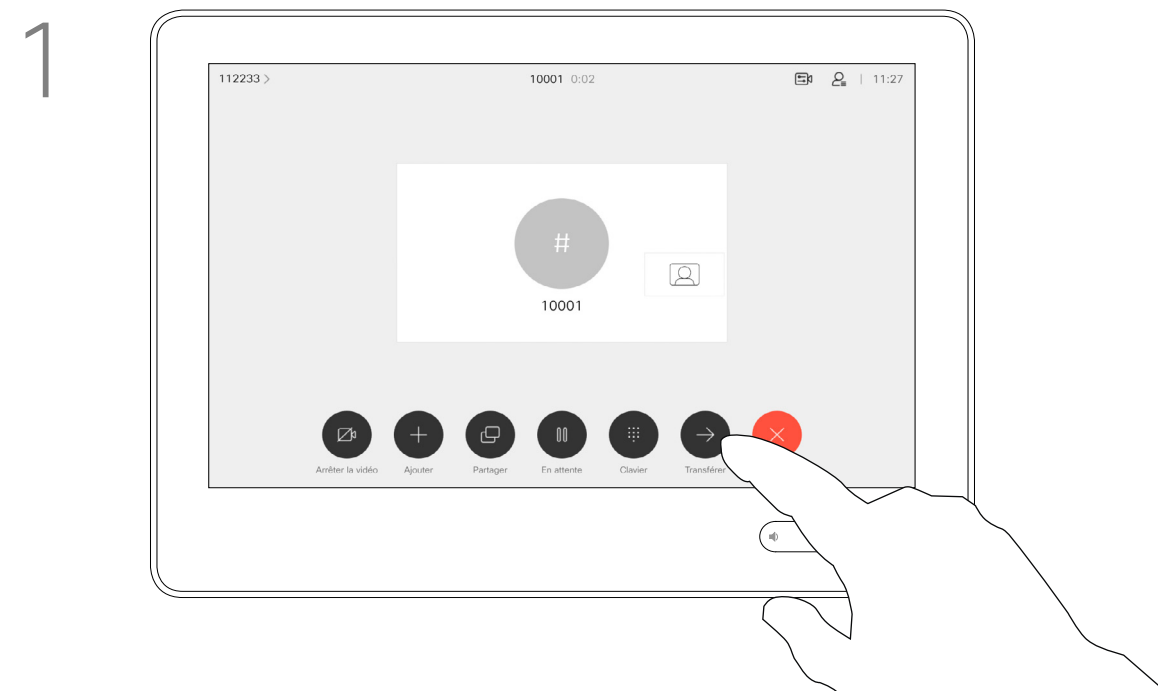 1
112233 >
10001 0:02
11:27
#
10001
Arrêter la vidéo
Ajouter
Partager
En attente
Clavier
Transférer